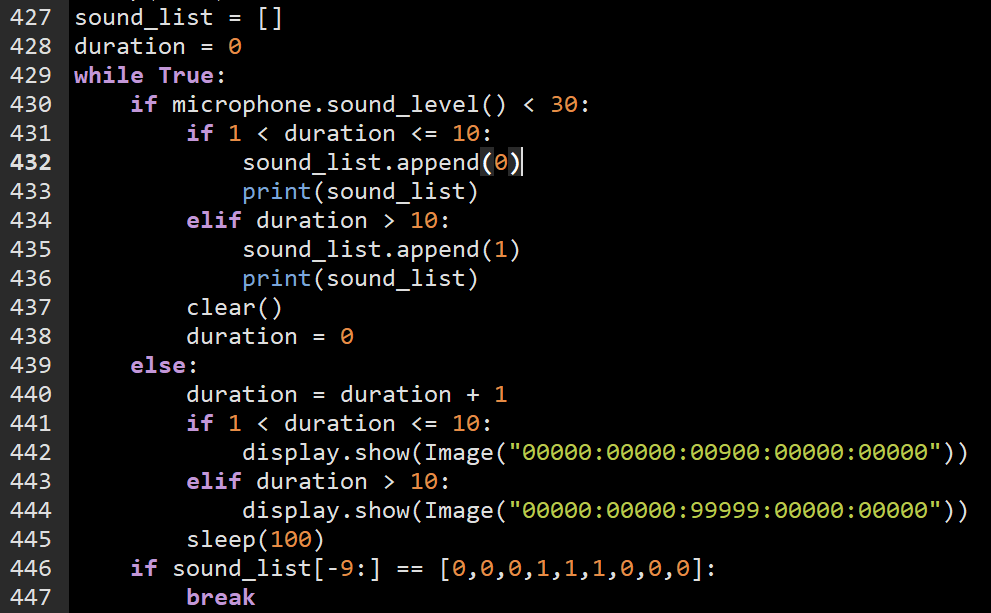 427 sound_list = []
428 duration = 0
429 while True:
430     if microphone.sound_level() < 30:
431         if 1 < duration <= 10:
432             sound_list.append(0)
433             print(sound_list)
434         elif duration > 10:
435             sound_list.append(1)
436             print(sound_list)
437         clear()
438         duration = 0
439     else:
440         duration = duration + 1
441         if 1 < duration <= 10:
442             display.show(Image("00000:00000:00900:00000:00000"))
443         elif duration > 10:
444             display.show(Image("00000:00000:99999:00000:00000"))
445         sleep(100)
446     if sound_list[-9:] == [0,0,0,1,1,1,0,0,0]:
447         break